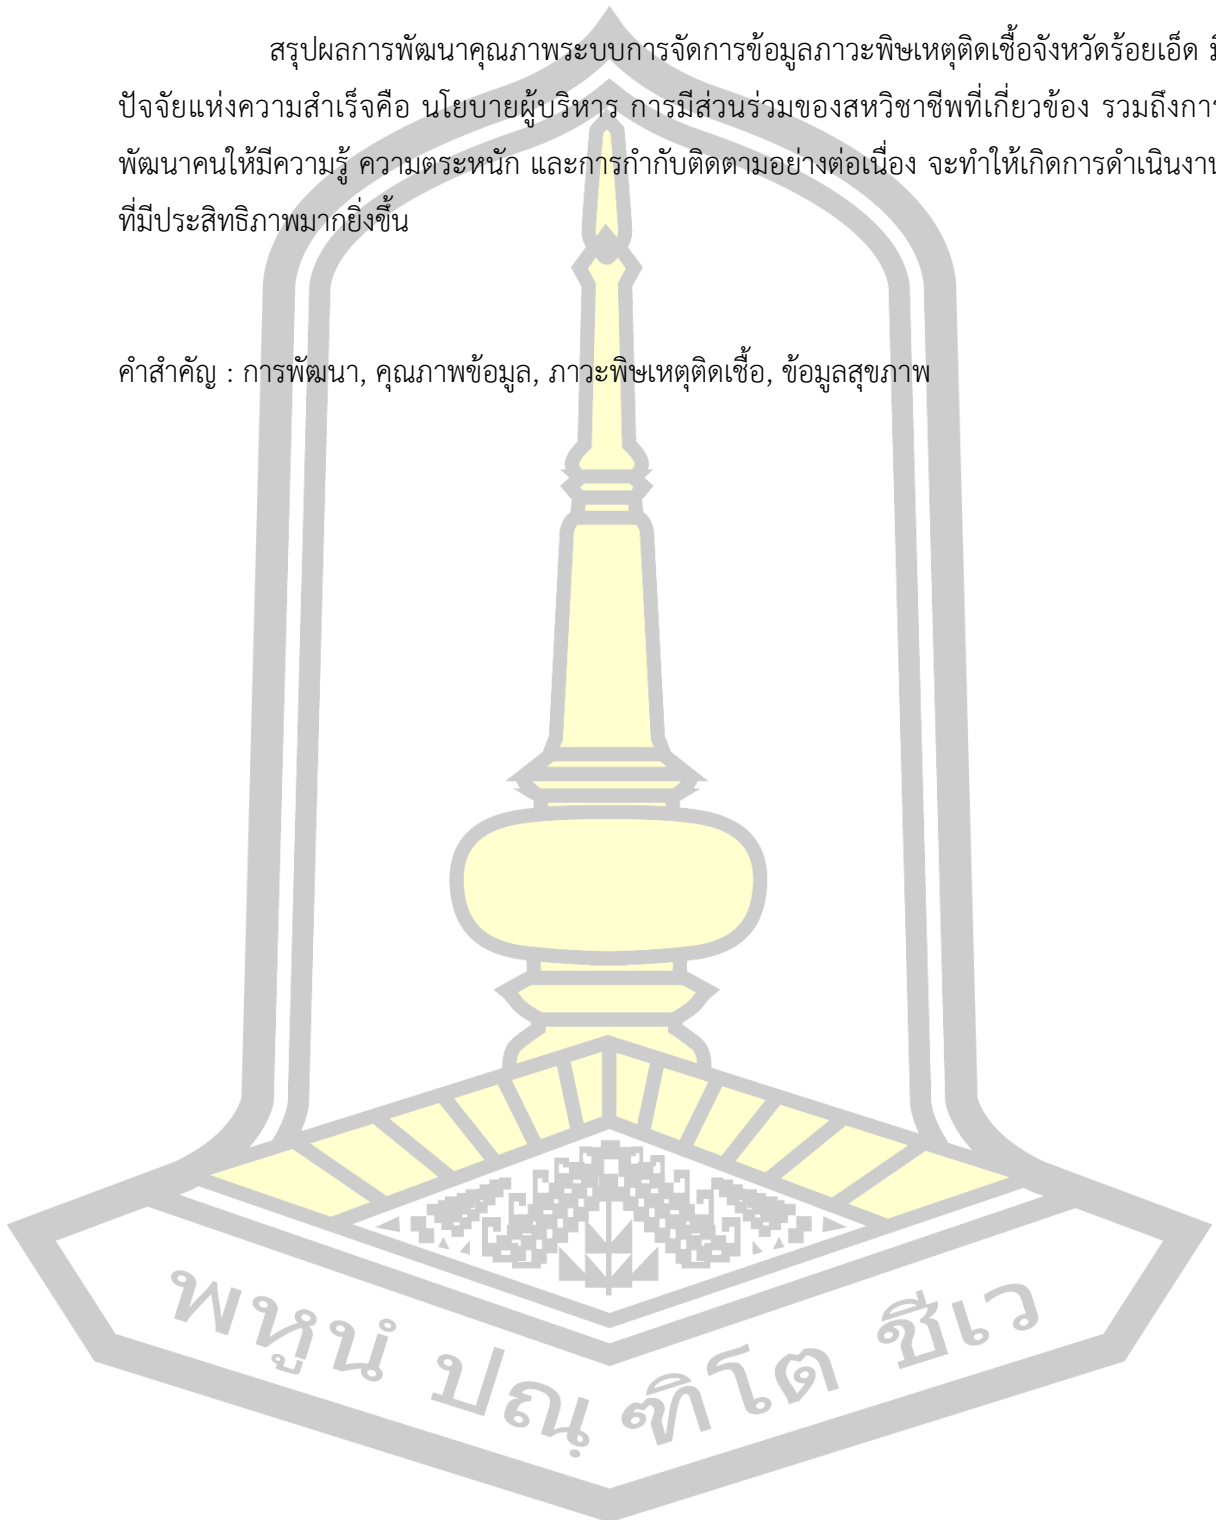 สรุปผลการพัฒนาคุณภาพระบบการจัดการข้อมูลภาวะพิษเหตุติดเชื้อจังหวัดร้อยเอ็ด
ปัจจัยแห่งความสำเร็จคือ นโยบายผู้บริหาร การมีส่วนร่วมของสหวิชาชีพที่เกี่ยวข้อง รวมถึงการ
พัฒนาคนให้มีความรู้ ความตระหนัก และการกำกับติดตามอย่างต่อเนื่อง จะทำให้เกิดการดำเนินงาน
ที่มีประสิทธิภาพมากยิ่งขึ้น
คำสำคัญ : การพัฒนา, คุณภาพข้อมูล, ภาวะพิษเหตุติดเชื้อ, ข้อมูลสุขภาพ
พหูนํ ปณฺฑิโต ชีเว